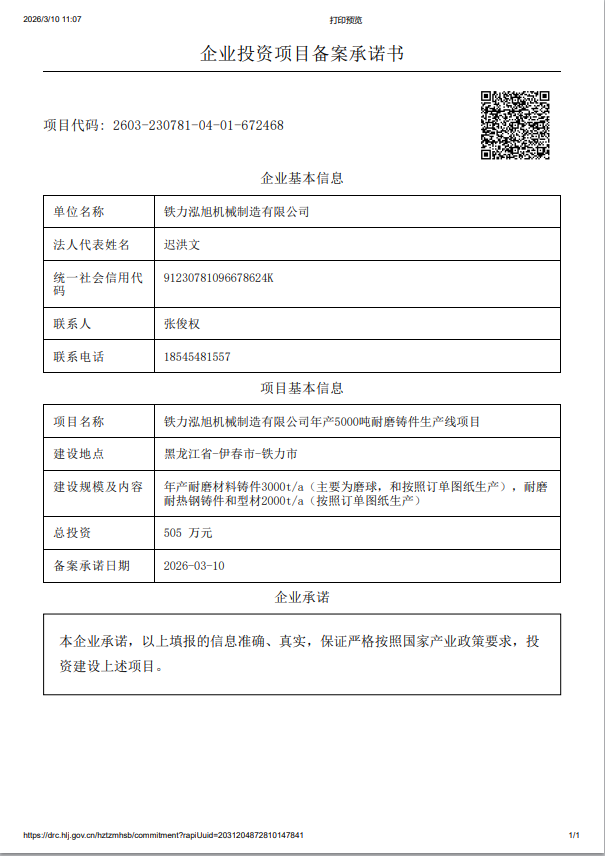 2026/3/10 11:07
打印预览
企业投资项目备案承诺书
项目代码: 2603-230781-04-01-672468
企业基本信息
单位名称 铁力泓旭机械制造有限公司
法人代表姓名 迟洪文
统一社会信用代
码
91230781096678624K
联系人 张俊权
联系电话 18545481557
项目基本信息
项目名称 铁力泓旭机械制造有限公司年产5000吨耐磨铸件生产线项目
建设地点 黑龙江省-伊春市-铁力市
建设规模及内容 年产耐磨材料铸件3000t/a（主要为磨球，和按照订单图纸生产），耐磨
耐热钢铸件和型材2000t/a（按照订单图纸生产）
总投资 505 万元
备案承诺日期 2026-03-10
企业承诺
本企业承诺，以上填报的信息准确、真实，保证严格按照国家产业政策要求，投
资建设上述项目。
https://drc.hlj.gov.cn/hztzmhsb/commitment?rapiUuid=2031204872810147841
1/1